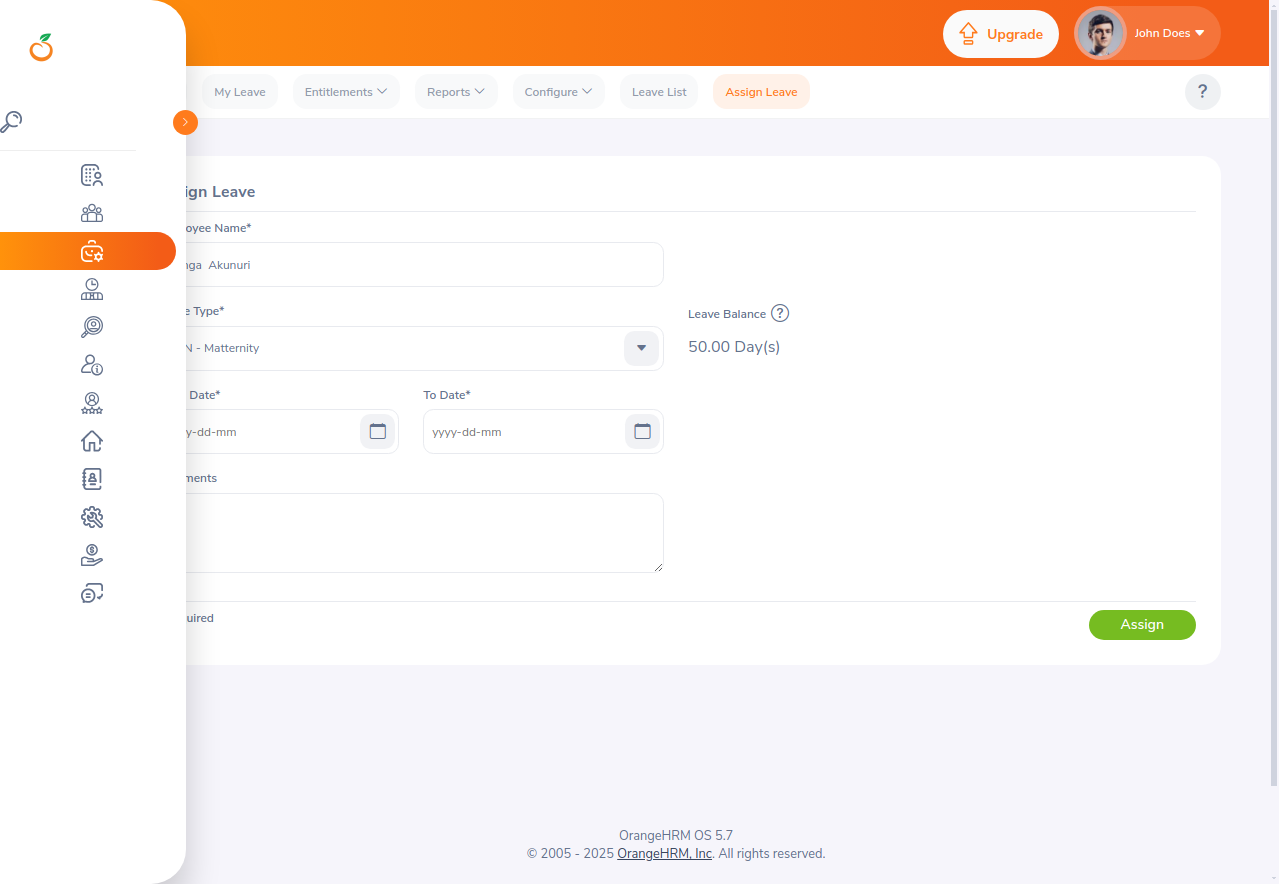 Upgrade
John Does
My Leave
Entitlements
Reports
Configure
Leave List
Assign Leave
?
ign Leave
oyee Name*
nga Akunuri
e Type*
Leave Balance ?
N - Matternity
50.00 Day(s)
Date*
To Date*
y-dd-mm
yyyy-dd-mm
ments
uired
Assign
OrangeHRM OS 5.7
© 2005 - 2025 OrangeHRM, Inc. All rights reserved.